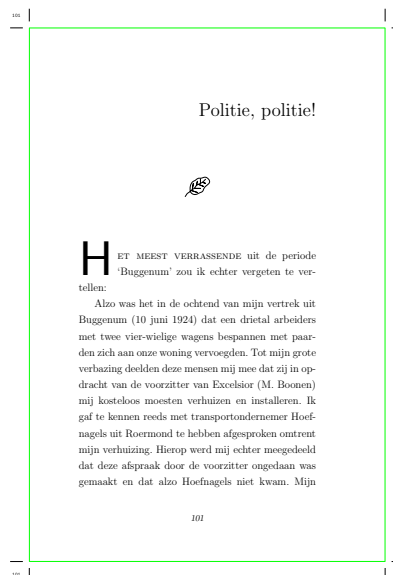 101
Politie, politie!
HET MEEST VERRASSENDE uit de periode
‘Buggenum’ zou ik echter vergeten te ver-
tellen:
Alzo was het in de ochtend van mijn vertrek uit
Buggenum (10 juni 1924) dat een drietal arbeiders
met twee vier-wielige wagens bespannen met paar-
den zich aan onze woning vervoegden. Tot mijn grote
verbazing deelden deze mensen mij mee dat zij in op-
dracht van de voorzitter van Excelsior (M. Boonen)
mij kosteloos moesten verhuizen en installeren. Ik
gaf te kennen reeds met transportondernemer Hoef-
nagels uit Roermond te hebben afgesproken omtrent
mijn verhuizing. Hierop werd mij echter meegedeeld
dat deze afspraak door de voorzitter ongedaan was
gemaakt en dat alzo Hoefnagels niet kwam. Mijn
101
101